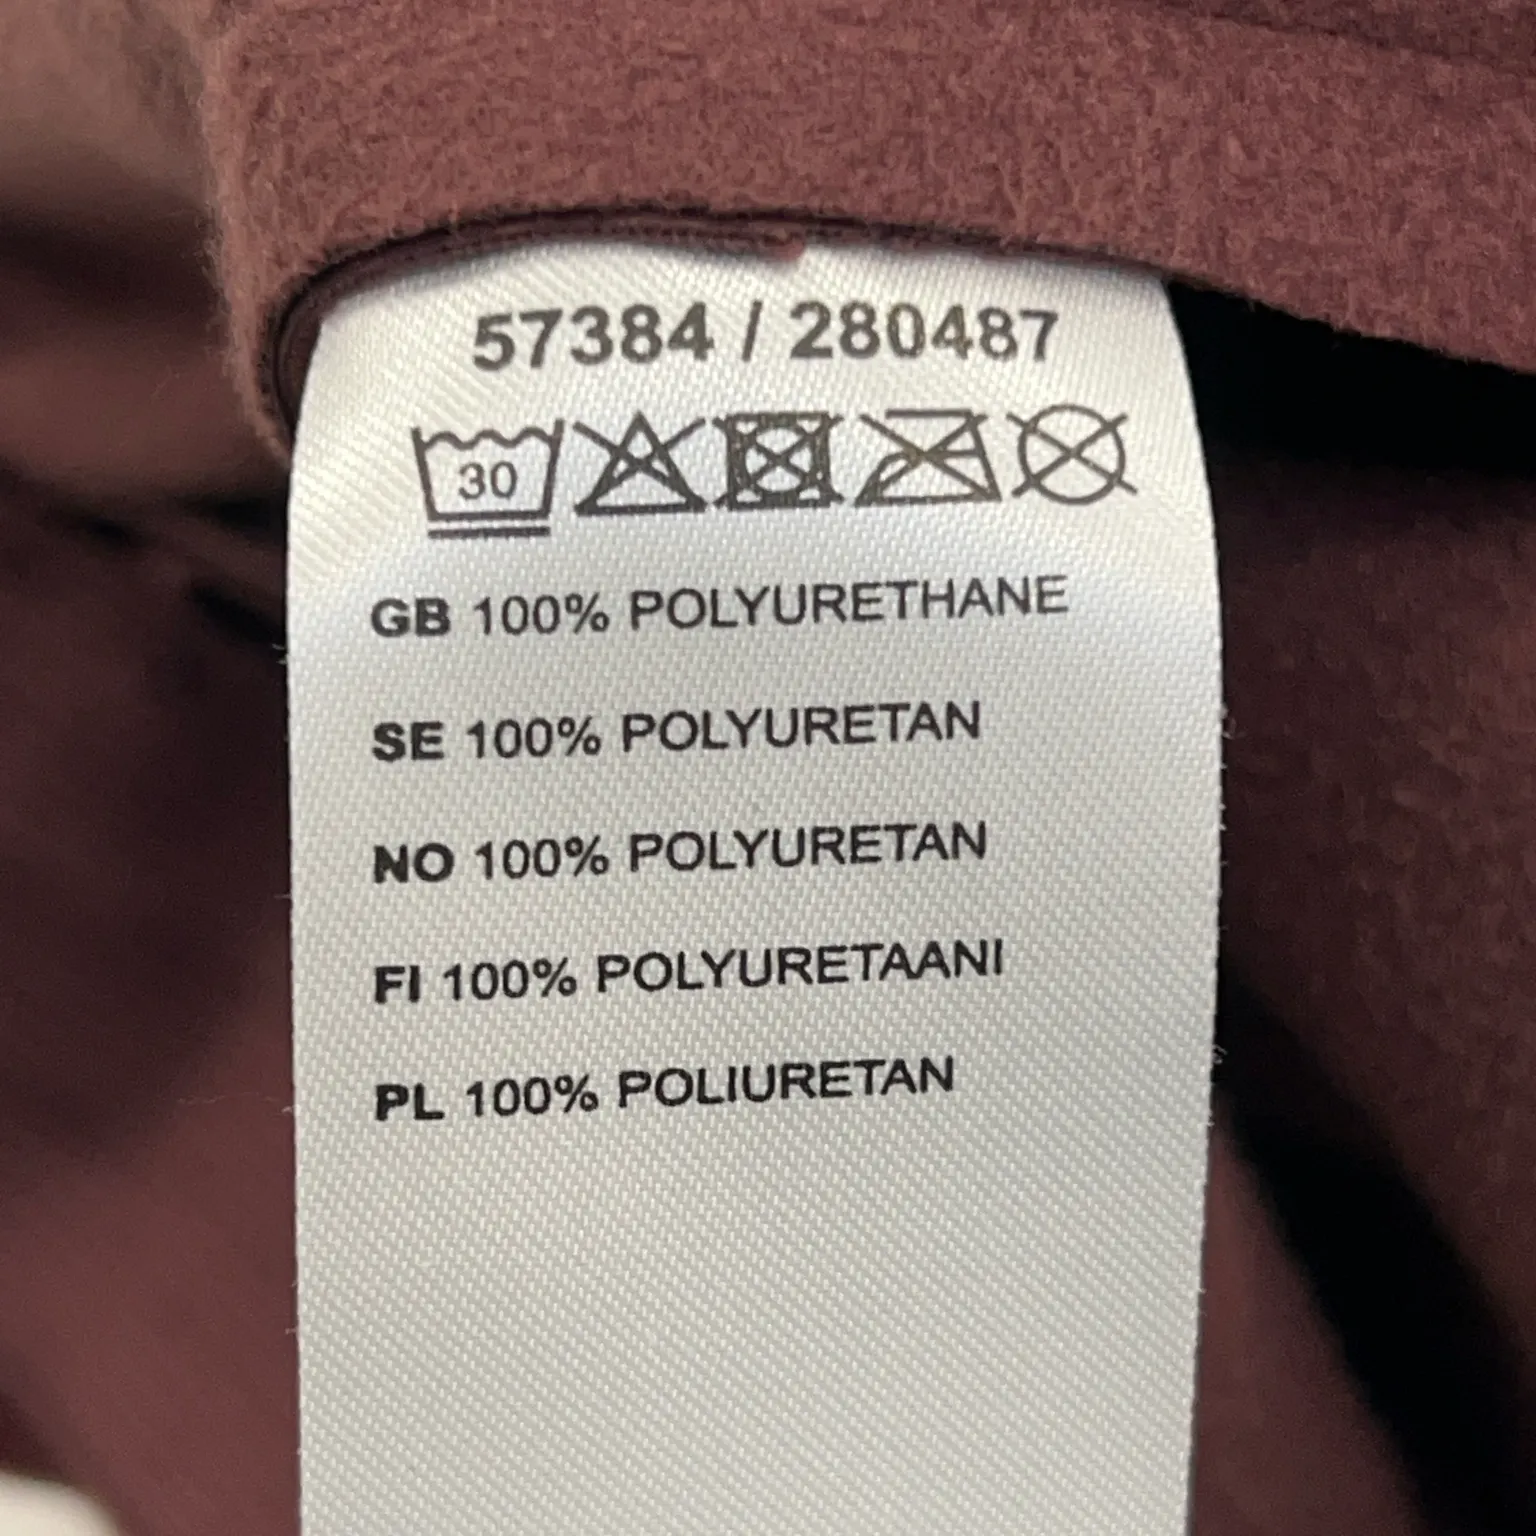 57384 / 280487
30
GB 100% POLYURETHANE
SE 100% POLYURETAN
NO 100% POLYURETAN
FI 100% POLYURETAANI
PL 100% POLIURETAN